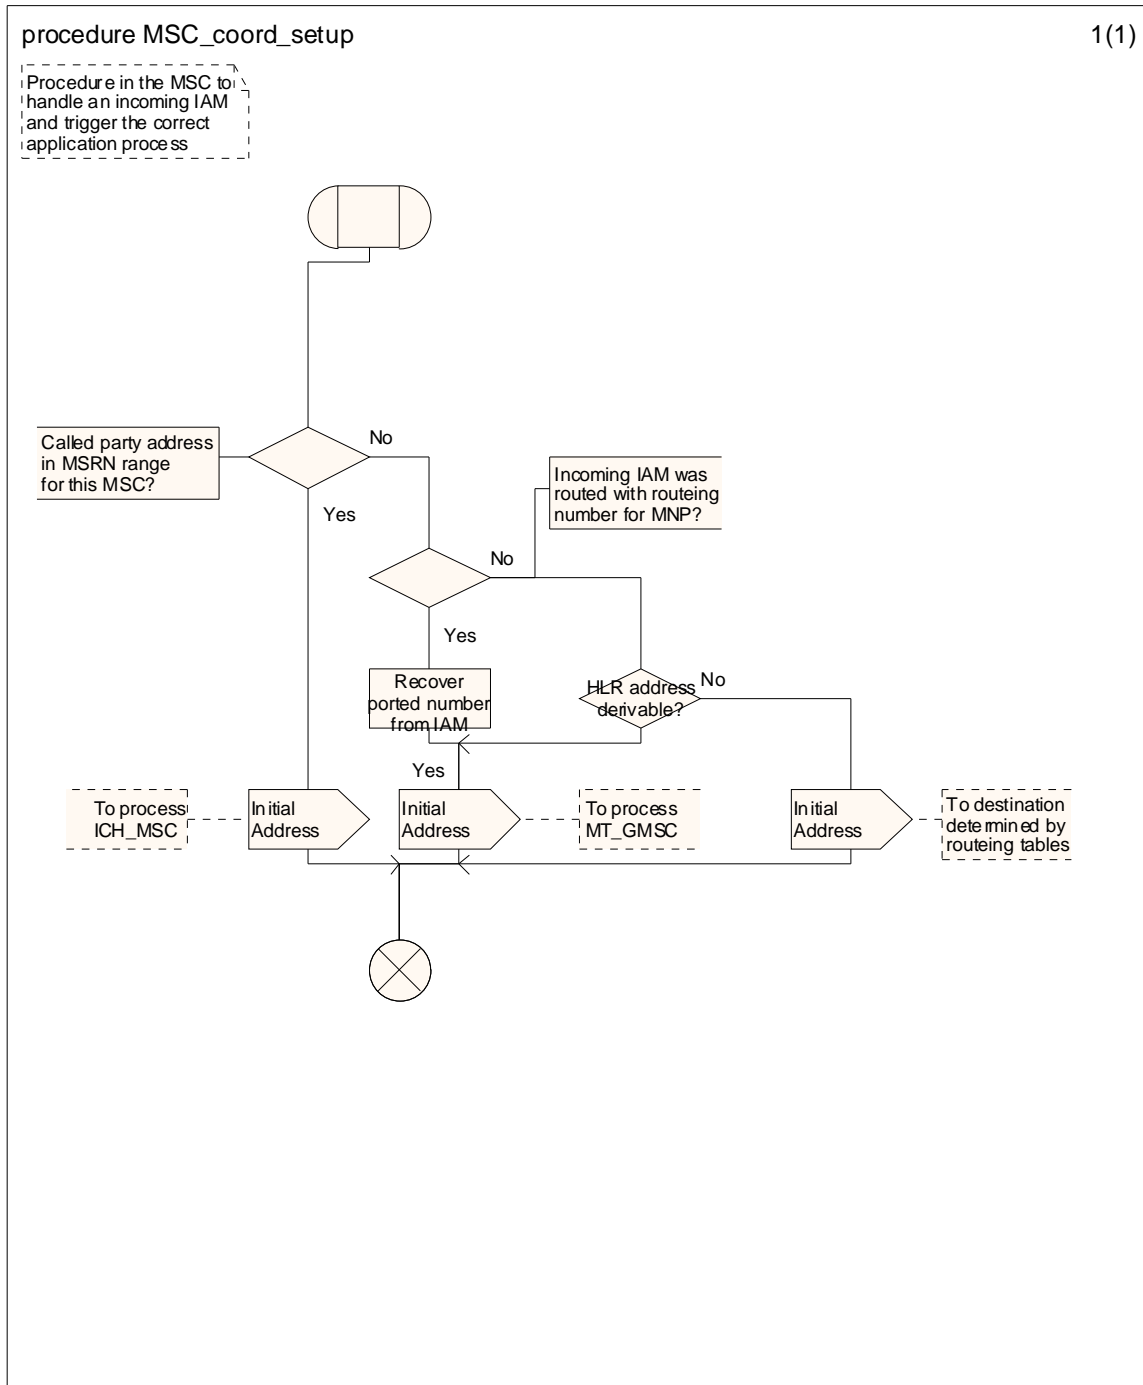 procedure MSC_coord_setup
1(1)
Procedure in the MSC to
handle an incoming IAM
and trigger the correct
application process
Called party address
in MSRN range
for this MSC?
No
Yes
Incoming IAM was
routed with routeing
number for MNP?
No
Yes
Recover
ported number
from IAM
HLR address
derivable?
No
Yes
To process
ICH_MSC
Initial
Address
Initial
Address
To process
MT_GMSC
Initial
Address
To destination
determined by
routeing tables